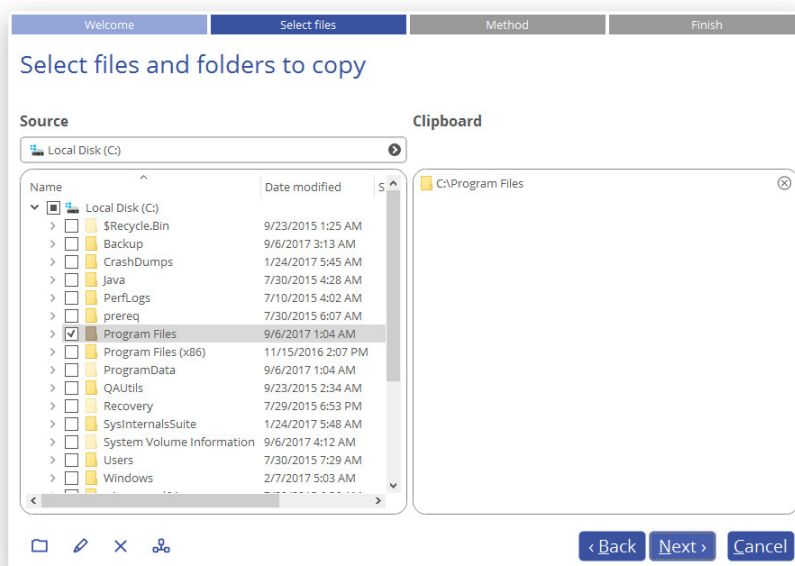 Welcome
Select files
Method
Finish
Select files and folders to copy
Source
Clipboard
Local Disk (C:)
Name Date modified S
Local Disk (C:)
$Recycle.Bin 9/23/2015 1:25 AM
Backup 9/6/2017 3:13 AM
CrashDumps 1/24/2017 5:45 AM
Java 7/30/2015 4:28 AM
PerfLogs 7/10/2015 4:02 AM
prereq 7/30/2015 6:07 AM
Program Files 9/6/2017 1:04 AM
Program Files (x86) 11/15/2016 2:07 PM
ProgramData 9/6/2017 1:04 AM
QAUtils 9/23/2015 2:34 AM
Recovery 7/29/2015 6:53 PM
SysInternalsSuite 1/24/2017 5:48 AM
System Volume Information 9/6/2017 4:12 AM
Users 7/30/2015 7:29 AM
Windows 2/7/2017 5:03 AM
C:\Program Files
‹ Back
Next ›
Cancel